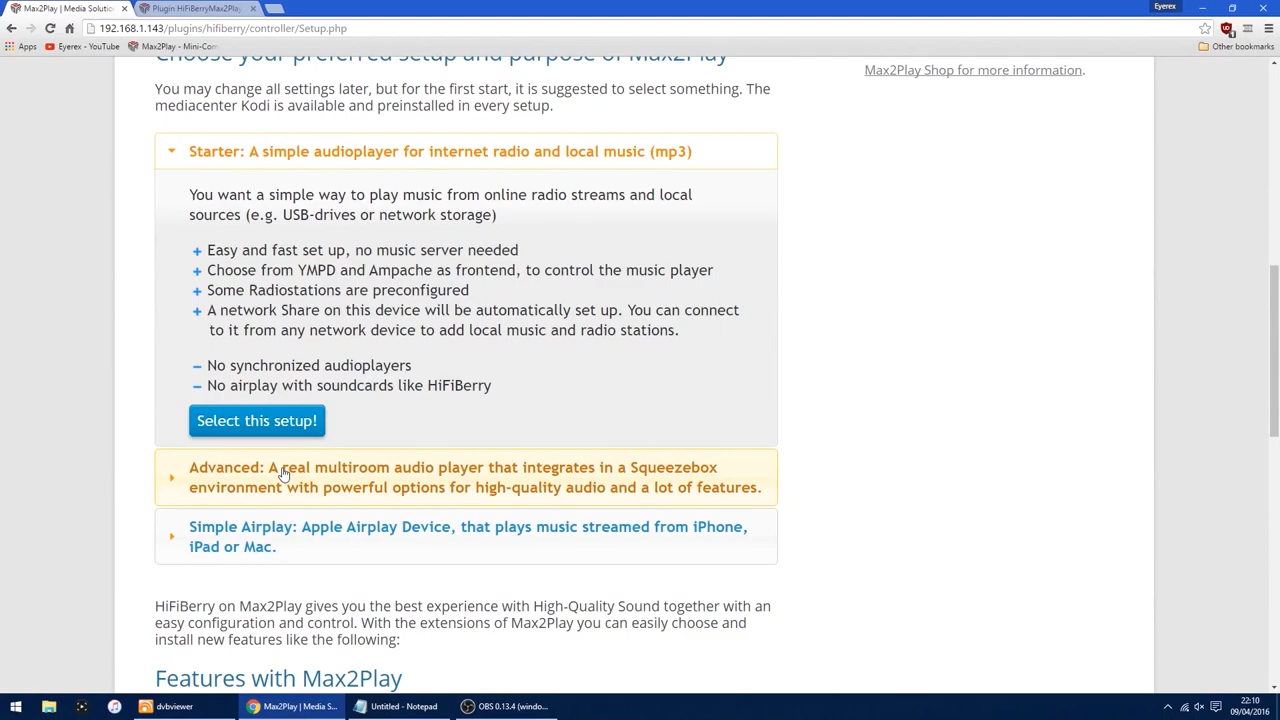 Max2Play | Media Solution
Plugin HiFiBerryMax2Play
Eyerex
192.168.1.143/plugins/hifiberry/controller/Setup.php
Apps
Eyerex - YouTube
Max2Play - Mini-Com
Other bookmarks
Choose your preferred setup and purpose of Max2Play
Max2Play Shop for more information.
You may change all settings later, but for the first start, it is suggested to select something. The
mediacenter Kodi is available and preinstalled in every setup.
Starter: A simple audioplayer for internet radio and local music (mp3)
You want a simple way to play music from online radio streams and local
sources (e.g. USB-drives or network storage)
+ Easy and fast set up, no music server needed
+ Choose from YMPD and Ampache as frontend, to control the music player
+ Some Radiostations are preconfigured
+ A network Share on this device will be automatically set up. You can connect
to it from any network device to add local music and radio stations.
− No synchronized audioplayers
− No airplay with soundcards like HiFiBerry
Select this setup!
Advanced: A real multiroom audio player that integrates in a Squeezebox
environment with powerful options for high-quality audio and a lot of features.
Simple Airplay: Apple Airplay Device, that plays music streamed from iPhone,
iPad or Mac.
HiFiBerry on Max2Play gives you the best experience with High-Quality Sound together with an
easy configuration and control. With the extensions of Max2Play you can easily choose and
install new features like the following:
Features with Max2Play
dvbviewer
Max2Play | Media S...
Untitled - Notepad
OBS 0.13.4 (windo...
22:10
09/04/2016